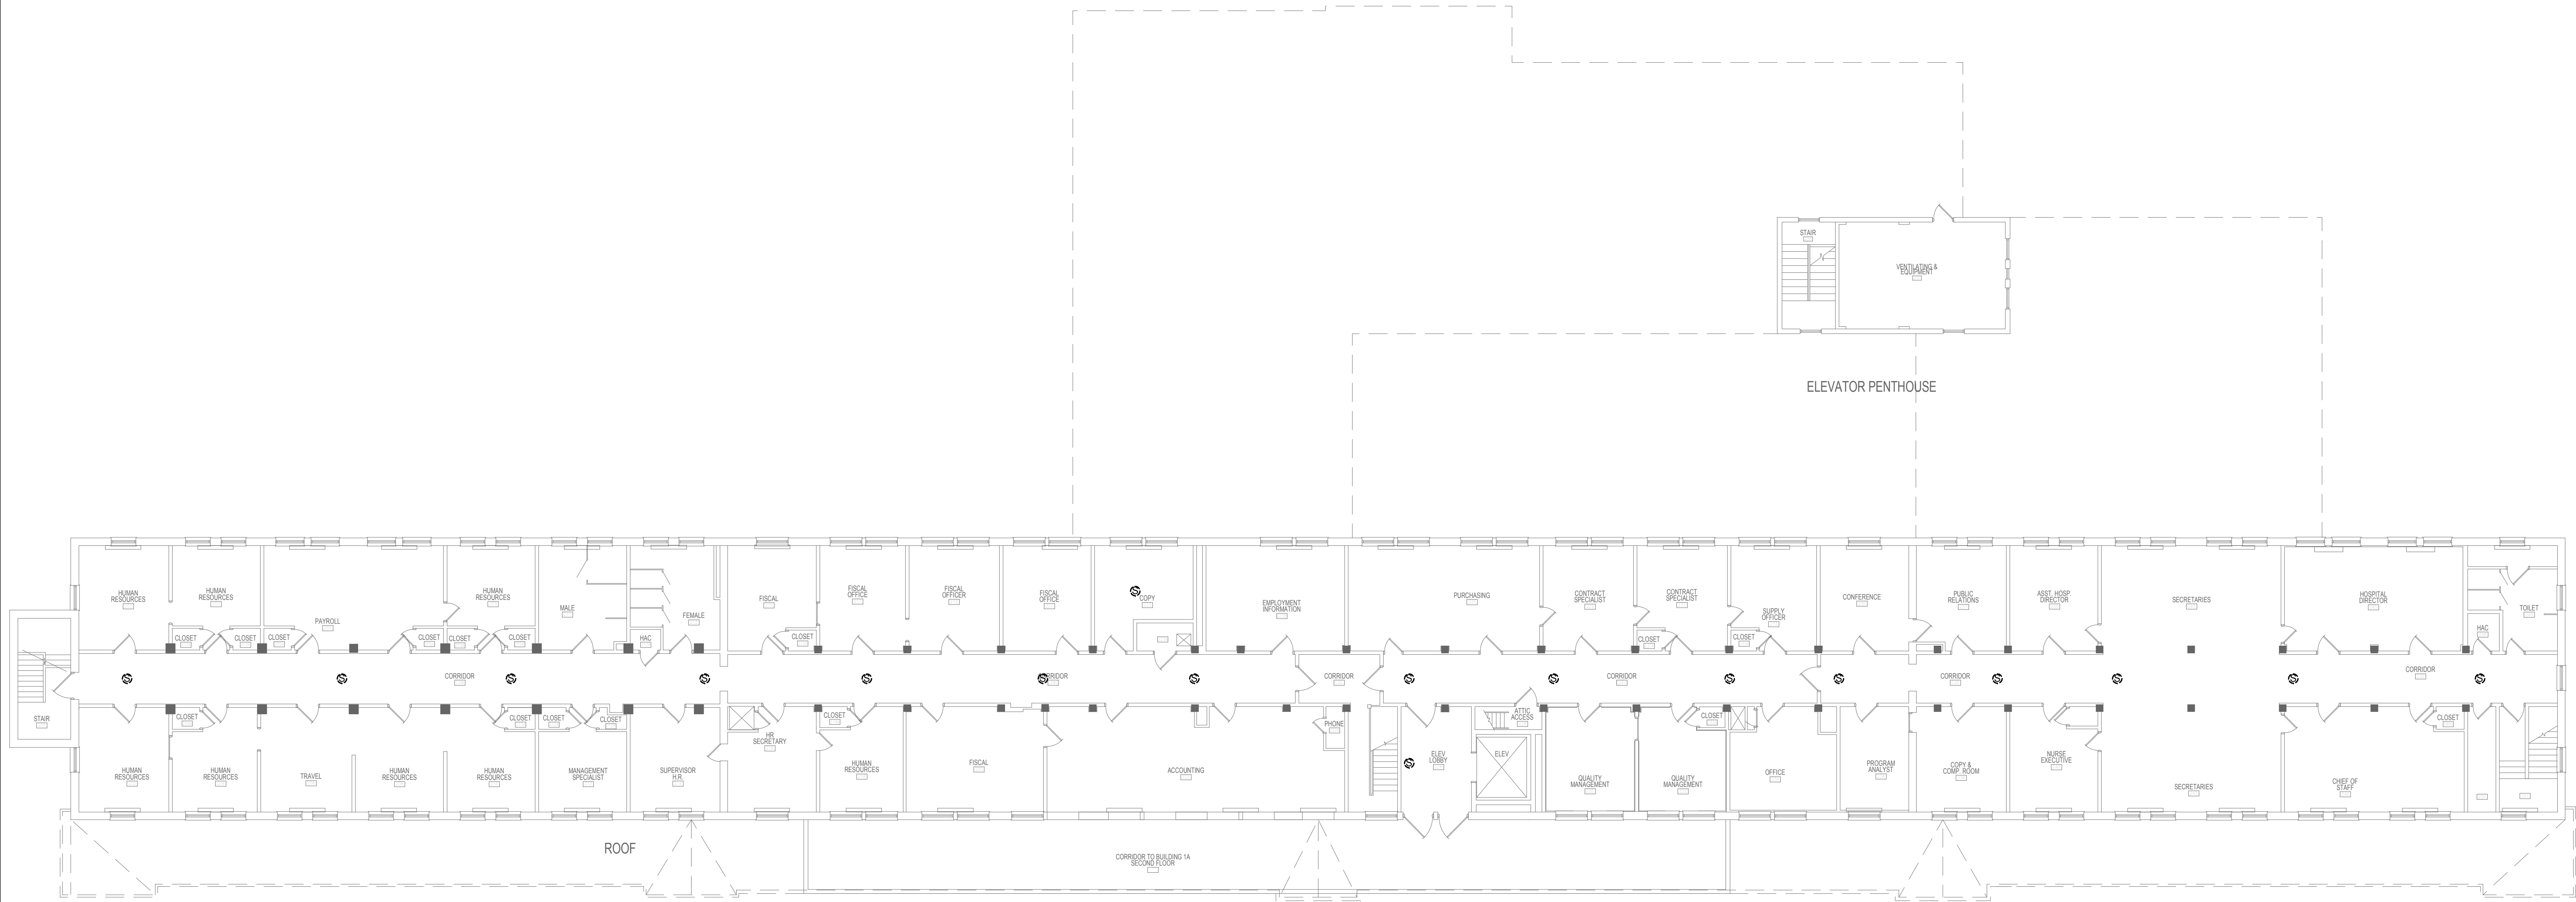 STAIR
VENTILATING &
EQUIPMENT
ELEVATOR PENTHOUSE
HUMAN
RESOURCES
HUMAN
RESOURCES
PAYROLL
HUMAN
RESOURCES
MALE
FEMALE
FISCAL
FISCAL
OFFICE
FISCAL
OFFICER
FISCAL
OFFICE
COPY
EMPLOYMENT
INFORMATION
PURCHASING
CONTRACT
SPECIALIST
CONTRACT
SPECIALIST
SUPPLY
OFFICER
CONFERENCE
PUBLIC
RELATIONS
ASST. HOSP.
DIRECTOR
SECRETARIES
HOSPITAL
DIRECTOR
TOILET
CLOSET
CLOSET
CLOSET
CLOSET
CLOSET
CLOSET
HAC
CLOSET
CLOSET
CLOSET
HAC
CORRIDOR
CORRIDOR
CORRIDOR
CORRIDOR
CORRIDOR
CORRIDOR
STAIR
CLOSET
CLOSET
CLOSET
CLOSET
CLOSET
PHONE
ATTIC
ACCESS
CLOSET
CLOSET
HUMAN
RESOURCES
HUMAN
RESOURCES
TRAVEL
HUMAN
RESOURCES
HUMAN
RESOURCES
MANAGEMENT
SPECIALIST
SUPERVISOR
H.R.
HR
SECRETARY
HUMAN
RESOURCES
FISCAL
ACCOUNTING
ELEV
LOBBY
ELEV
QUALITY
MANAGEMENT
QUALITY
MANAGEMENT
OFFICE
PROGRAM
ANALYST
COPY &
COMP. ROOM
NURSE
EXECUTIVE
SECRETARIES
CHIEF OF
STAFF
ROOF
CORRIDOR TO BUILDING 1A
SECOND FLOOR